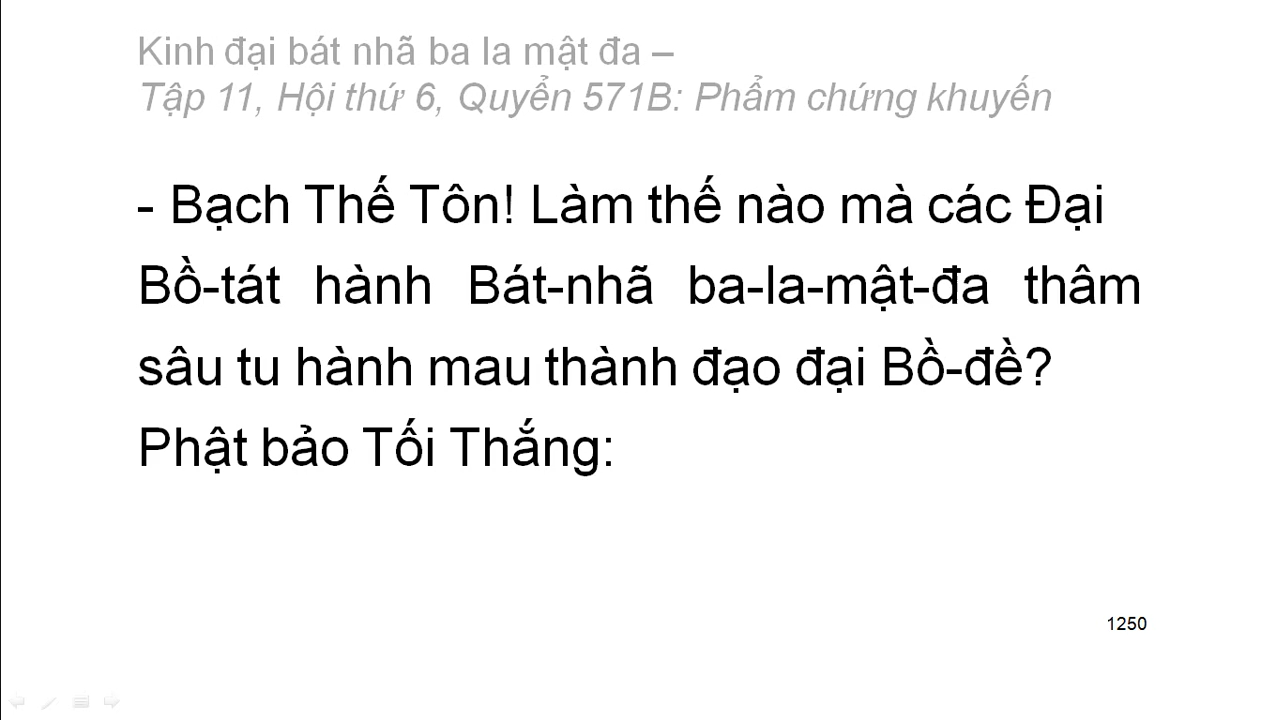 Kinh đại bát nhã ba la mật đa –
Tập 11, Hội thứ 6, Quyển 571B: Phẩm chứng khuyến
- Bạch Thế Tôn! Làm thế nào mà các Đại
Bồ-tát hành Bát-nhã ba-la-mật-đa thâm
sâu tu hành mau thành đạo đại Bồ-đề?
Phật bảo Tối Thắng:
1250